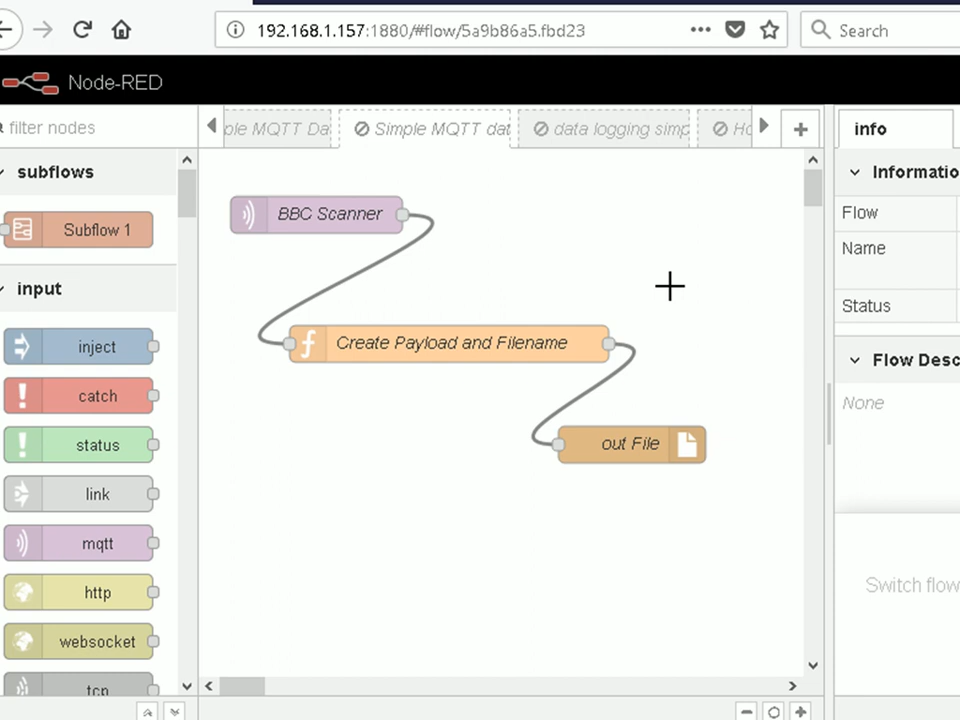 192.168.1.157:1880/#flow/5a9b86a5.fbd23
Search
Node-RED
filter nodes
ple MQTT Da
Simple MQTT dat
data logging simp
Ho
info
subflows
Subflow 1
input
inject
catch
status
link
mqtt
http
websocket
tcp
BBC Scanner
Create Payload and Filename
out File
Informatio
Flow
Name
Status
Flow Desc
None
Switch flow